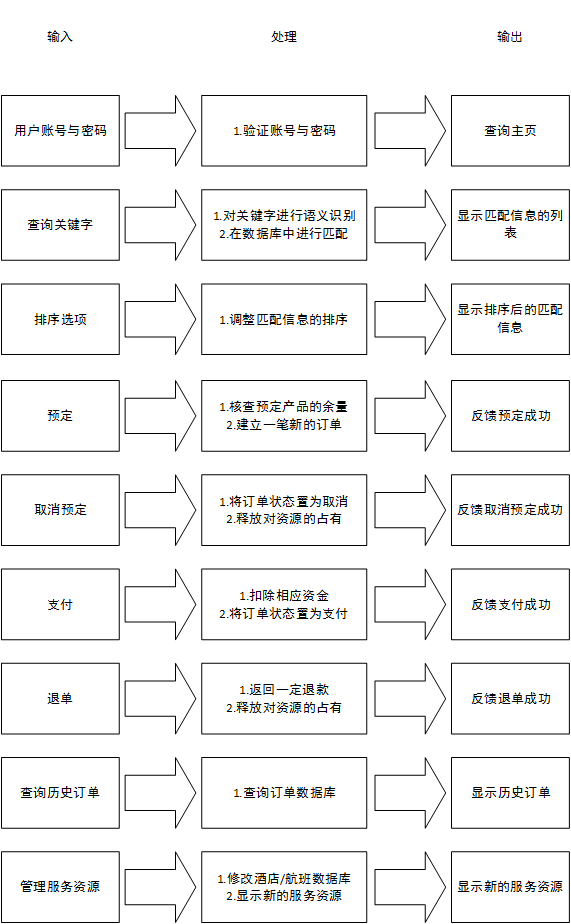 输入
处理
输出
用户账号与密码
1.验证账号与密码
查询主页
查询关键字
1.对关键字进行语义识别
2.在数据库中进行匹配
显示匹配信息的列
表
排序选项
1.调整匹配信息的排序
显示排序后的匹配
信息
预定
1.核查预定产品的余量
2.建立一笔新的订单
反馈预定成功
取消预定
1.将订单状态置为取消
2.释放对资源的占有
反馈取消预定成功
支付
1.扣除相应资金
2.将订单状态置为支付
反馈支付成功
退单
1.返回一定退款
2.释放对资源的占有
反馈退单成功
查询历史订单
1.查询订单数据库
显示历史订单
管理服务资源
1.修改酒店/航班数据库
2.显示新的服务资源
显示新的服务资源